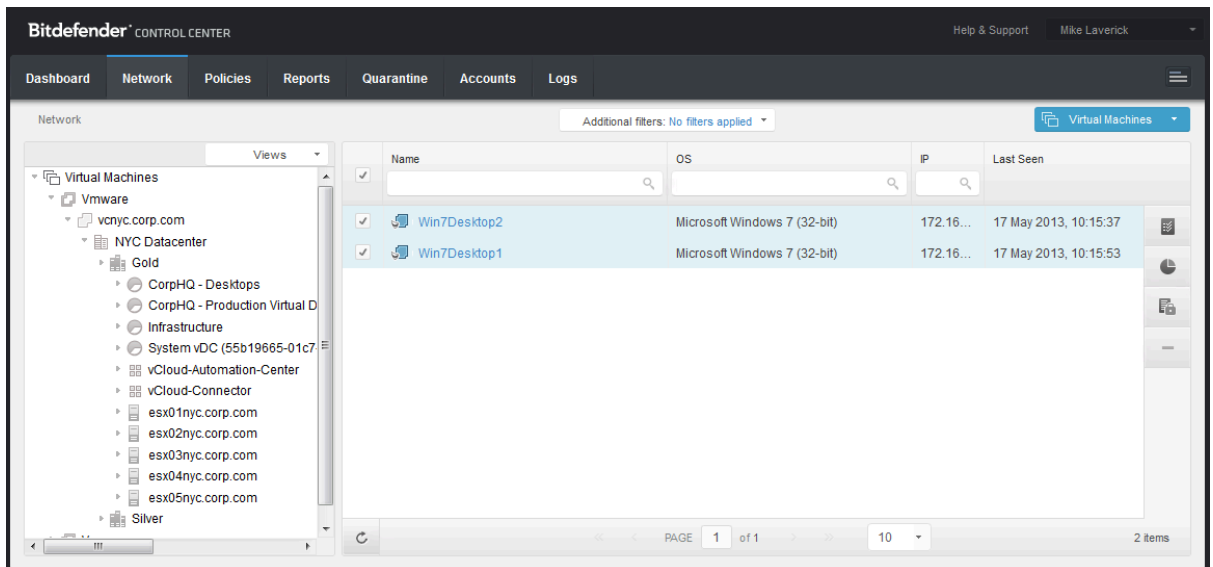 Bitdefender CONTROL CENTER
Help & Support
Mike Laverick
Dashboard Network Policies Reports Quarantine Accounts Logs
Network
Additional filters: No filters applied
Virtual Machines
Views
Virtual Machines
Vmware
vcnyc.corp.com
NYC Datacenter
Gold
CorpHQ - Desktops
CorpHQ - Production Virtual D
Infrastructure
System vDC (55b19665-01c7-
vCloud-Automation-Center
vCloud-Connector
esx01nyc.corp.com
esx02nyc.corp.com
esx03nyc.corp.com
esx04nyc.corp.com
esx05nyc.corp.com
Silver
Name OS IP Last Seen
Win7Desktop2 Microsoft Windows 7 (32-bit) 172.16... 17 May 2013, 10:15:37
Win7Desktop1 Microsoft Windows 7 (32-bit) 172.16... 17 May 2013, 10:15:53
PAGE 1 of 1 10 2 items